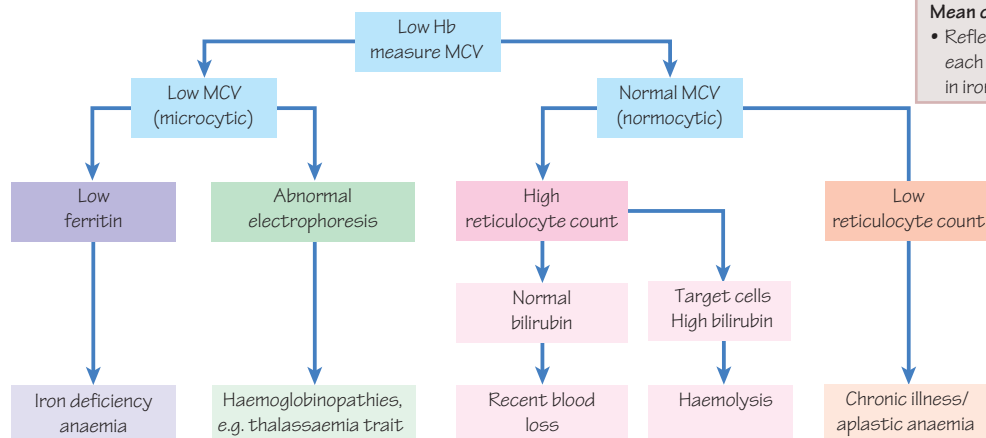 Mean c
• Refle
each
in iron
Low Hb
measure MCV
Low MCV
(microcytic)
Normal MCV
(normocytic)
Low
ferritin
Abnormal
electrophoresis
High
reticulocyte count
Low
reticulocyte count
Normal
bilirubin
Target cells
High bilirubin
Iron deficiency
anaemia
Haemoglobinopathies,
e.g. thalassaemia trait
Recent blood
loss
Haemolysis
Chronic illness/
aplastic anaemia